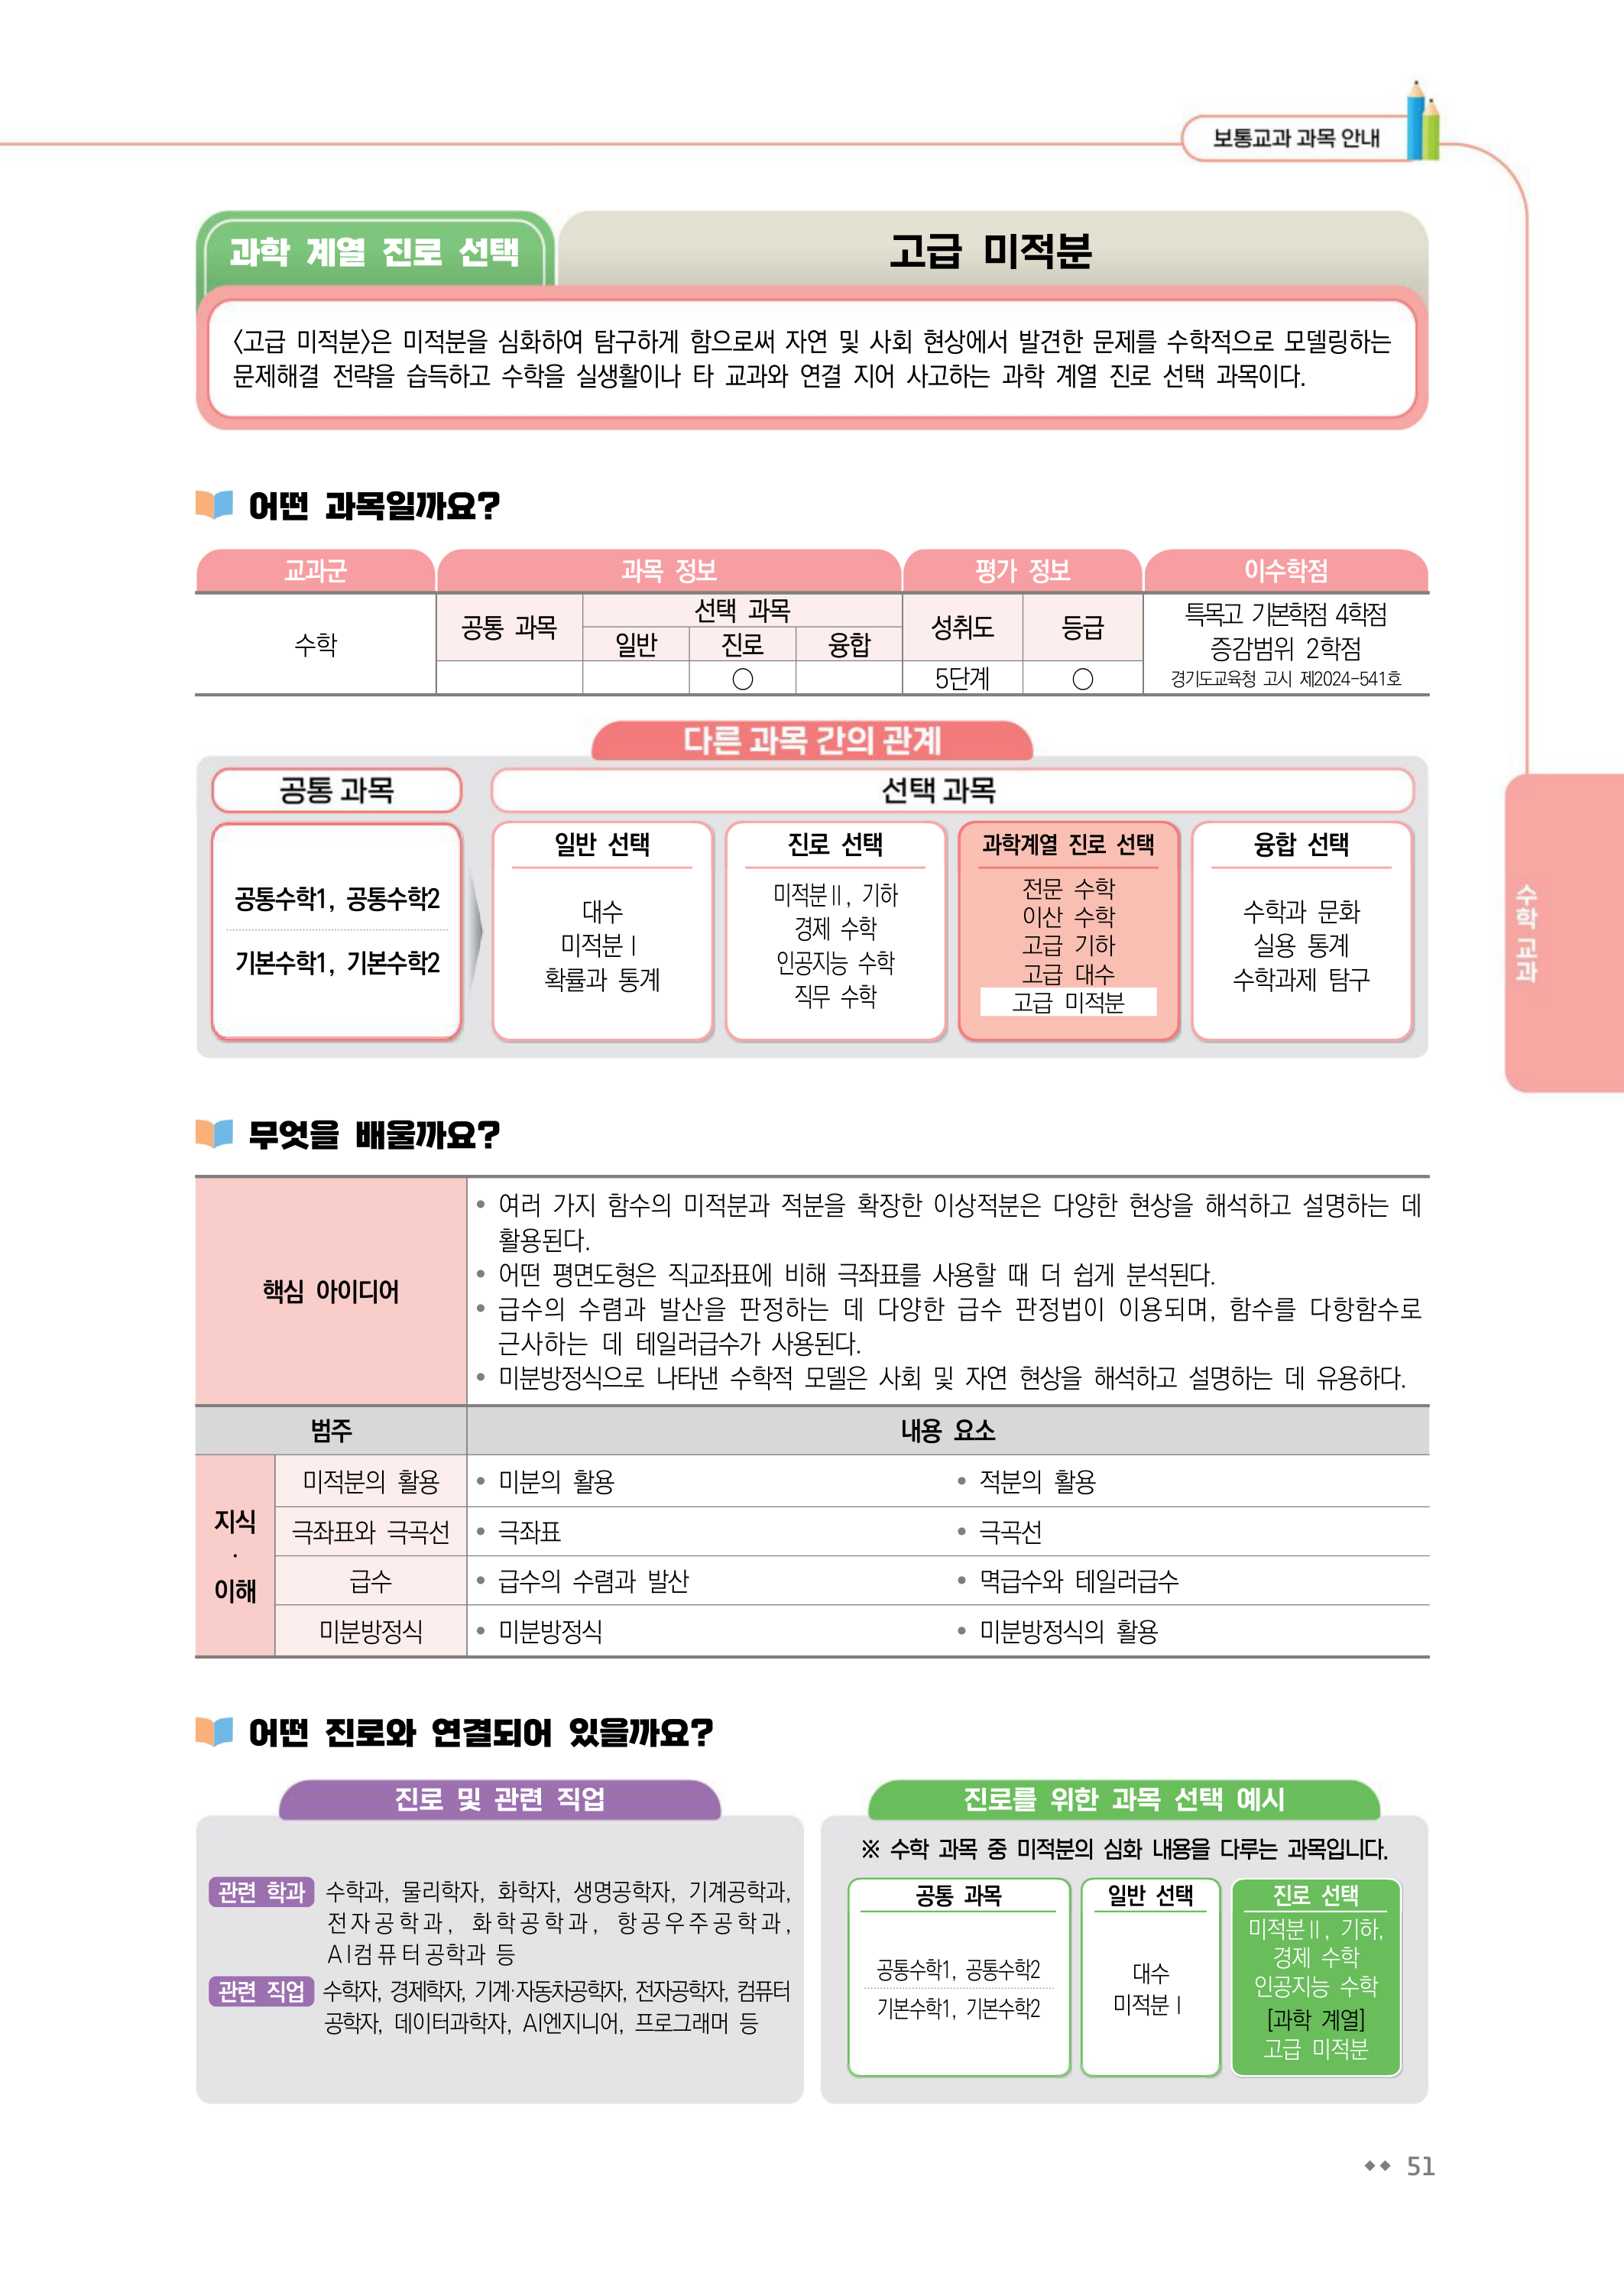 보통교과 과목 안내
과학 계열 진로 선택
고급 미적분
〈고급 미적분〉은 미적분을 심화하여 탐구하게 함으로써 자연 및 사회 현상에서 발견한 문제를 수학적으로 모델링하는
문제해결 전략을 습득하고 수학을 실생활이나 타 교과와 연결 지어 사고하는 과학 계열 진로 선택 과목이다.
어떤 과목일까요?
교과군 과목 정보 평가 정보 이수학점
수학 공통 과목 선택 과목 성취도 등급 특목고 기본학점 4학점
일반 진로 융합 증감범위 2학점
○ 5단계 ○ 경기도교육청 고시 제2024-541호
다른 과목 간의 관계
공통 과목 선택 과목
공통수학1, 공통수학2
기본수학1, 기본수학2
일반 선택
대수
미적분Ⅰ
확률과 통계
진로 선택
미적분Ⅱ, 기하
경제 수학
인공지능 수학
직무 수학
과학계열 진로 선택
전문 수학
이산 수학
고급 기하
고급 대수
고급 미적분
융합 선택
수학과 문화
실용 통계
수학과제 탐구
수학 교과
무엇을 배울까요?
핵심 아이디어
• 여러 가지 함수의 미적분과 적분을 확장한 이상적분은 다양한 현상을 해석하고 설명하는 데
활용된다.
• 어떤 평면도형은 직교좌표에 비해 극좌표를 사용할 때 더 쉽게 분석된다.
• 급수의 수렴과 발산을 판정하는 데 다양한 급수 판정법이 이용되며, 함수를 다항함수로
근사하는 데 테일러급수가 사용된다.
• 미분방정식으로 나타낸 수학적 모델은 사회 및 자연 현상을 해석하고 설명하는 데 유용하다.
범주 내용 요소
지식
·
이해
미적분의 활용 • 미분의 활용 • 적분의 활용
극좌표와 극곡선 • 극좌표 • 극곡선
급수 • 급수의 수렴과 발산 • 멱급수와 테일러급수
미분방정식 • 미분방정식 • 미분방정식의 활용
어떤 진로와 연결되어 있을까요?
진로 및 관련 직업
관련 학과 수학과, 물리학자, 화학자, 생명공학자, 기계공학과,
전자공학과, 화학공학과, 항공우주공학과,
AI컴퓨터공학과 등
관련 직업 수학자, 경제학자, 기계·자동차공학자, 전자공학자, 컴퓨터
공학자, 데이터과학자, AI엔지니어, 프로그래머 등
진로를 위한 과목 선택 예시
※ 수학 과목 중 미적분의 심화 내용을 다루는 과목입니다.
공통 과목
공통수학1, 공통수학2
기본수학1, 기본수학2
일반 선택
대수
미적분Ⅰ
진로 선택
미적분Ⅱ, 기하,
경제 수학
인공지능 수학
[과학 계열]
고급 미적분
◆◆ 51